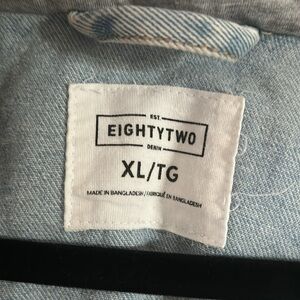 EST.
EIGHTYTWO
DENIM
XL/TG
MADE IN BANGLADESH/FABRIQUÉ EN BANGLADESH